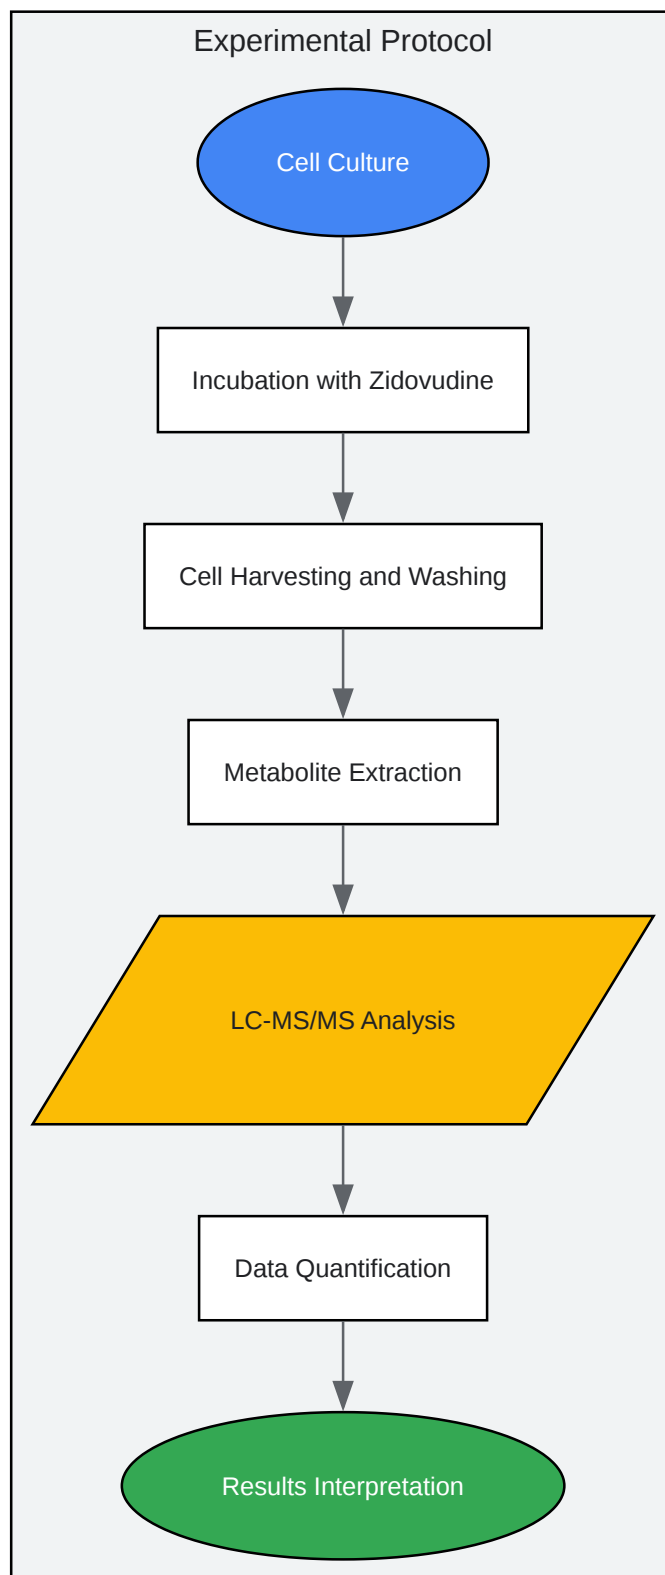 Experimental Protocol
Cell Culture
Incubation with Zidovudine
Cell Harvesting and Washing
Metabolite Extraction
LC-MS/MS Analysis
Data Quantification
Results Interpretation